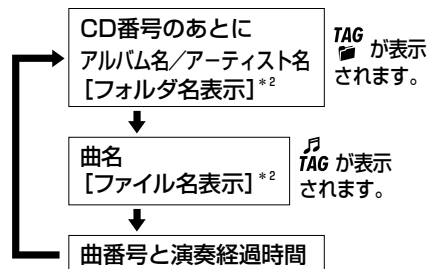 CD番号のあとに
アルバム名／アーティスト名
［フォルダ名表示］*2
TAG
が表示
されます。
曲名
［ファイル名表示］*2
TAG が表示
されます。
曲番号と演奏経過時間